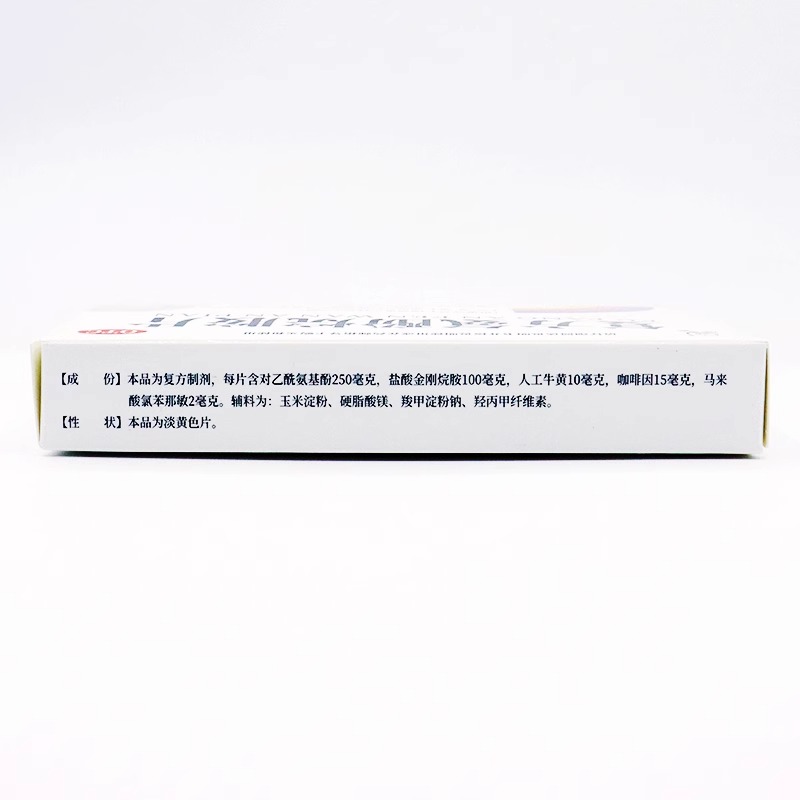 【成　份】本品为复方制剂，每片含对乙酰氨基酚250毫克，盐酸金刚烷胺100毫克，人工牛黄10毫克，咖啡因15毫克，马来
酸氯苯那敏2毫克。辅料为：玉米淀粉、硬脂酸镁、羧甲淀粉钠、羟丙甲纤维素。
【性　状】本品为淡黄色片。